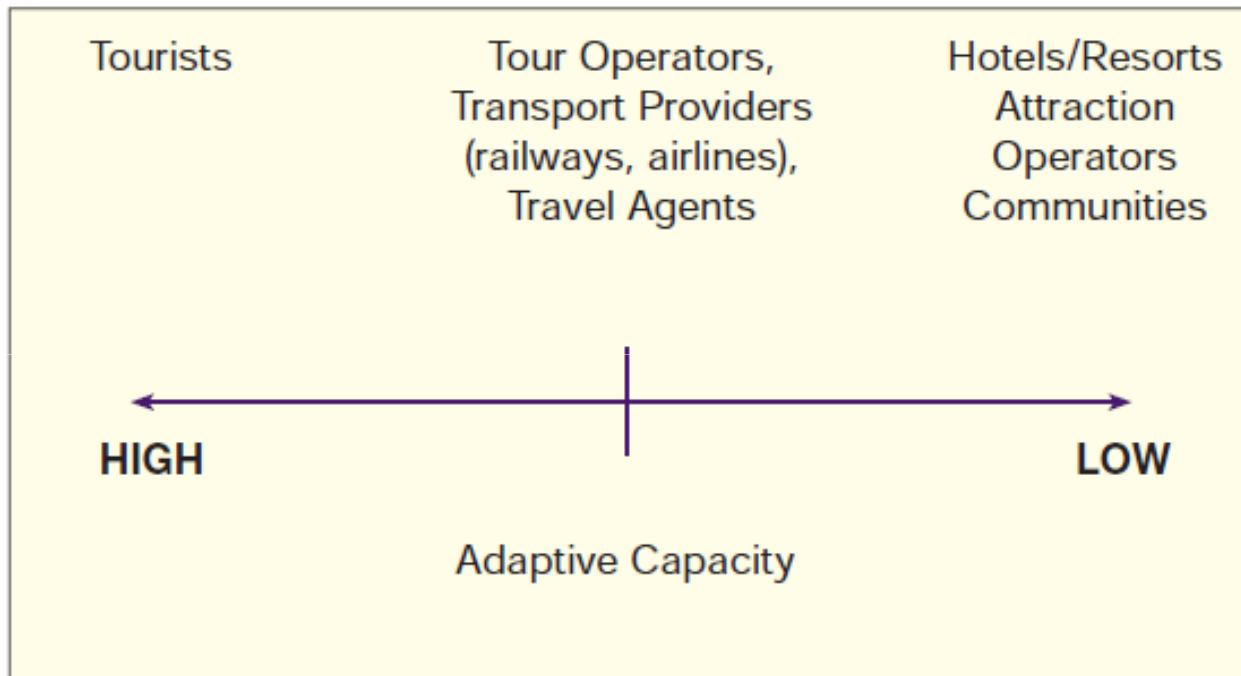 Tourists
Tour Operators,
Transport Providers
(railways, airlines),
Travel Agents
Hotels/Resorts
Attraction
Operators
Communities
HIGH
LOW
Adaptive Capacity